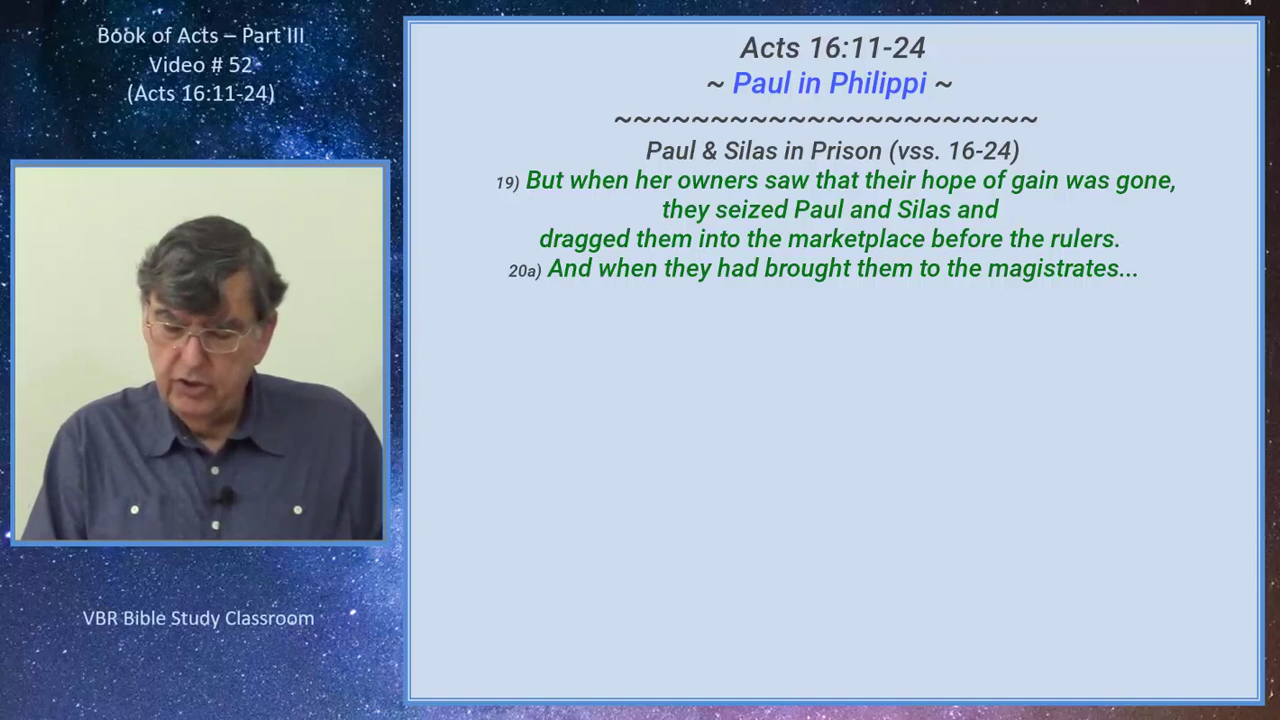 Book of Acts – Part III
Video # 52
(Acts 16:11-24)
Acts 16:11-24
~ Paul in Philippi ~
~~~~~~~~~~~~~~~~~~~~~~
Paul & Silas in Prison (vss. 16-24)
19) But when her owners saw that their hope of gain was gone,
they seized Paul and Silas and
dragged them into the marketplace before the rulers.
20a) And when they had brought them to the magistrates...
VBR Bible Study Classroom